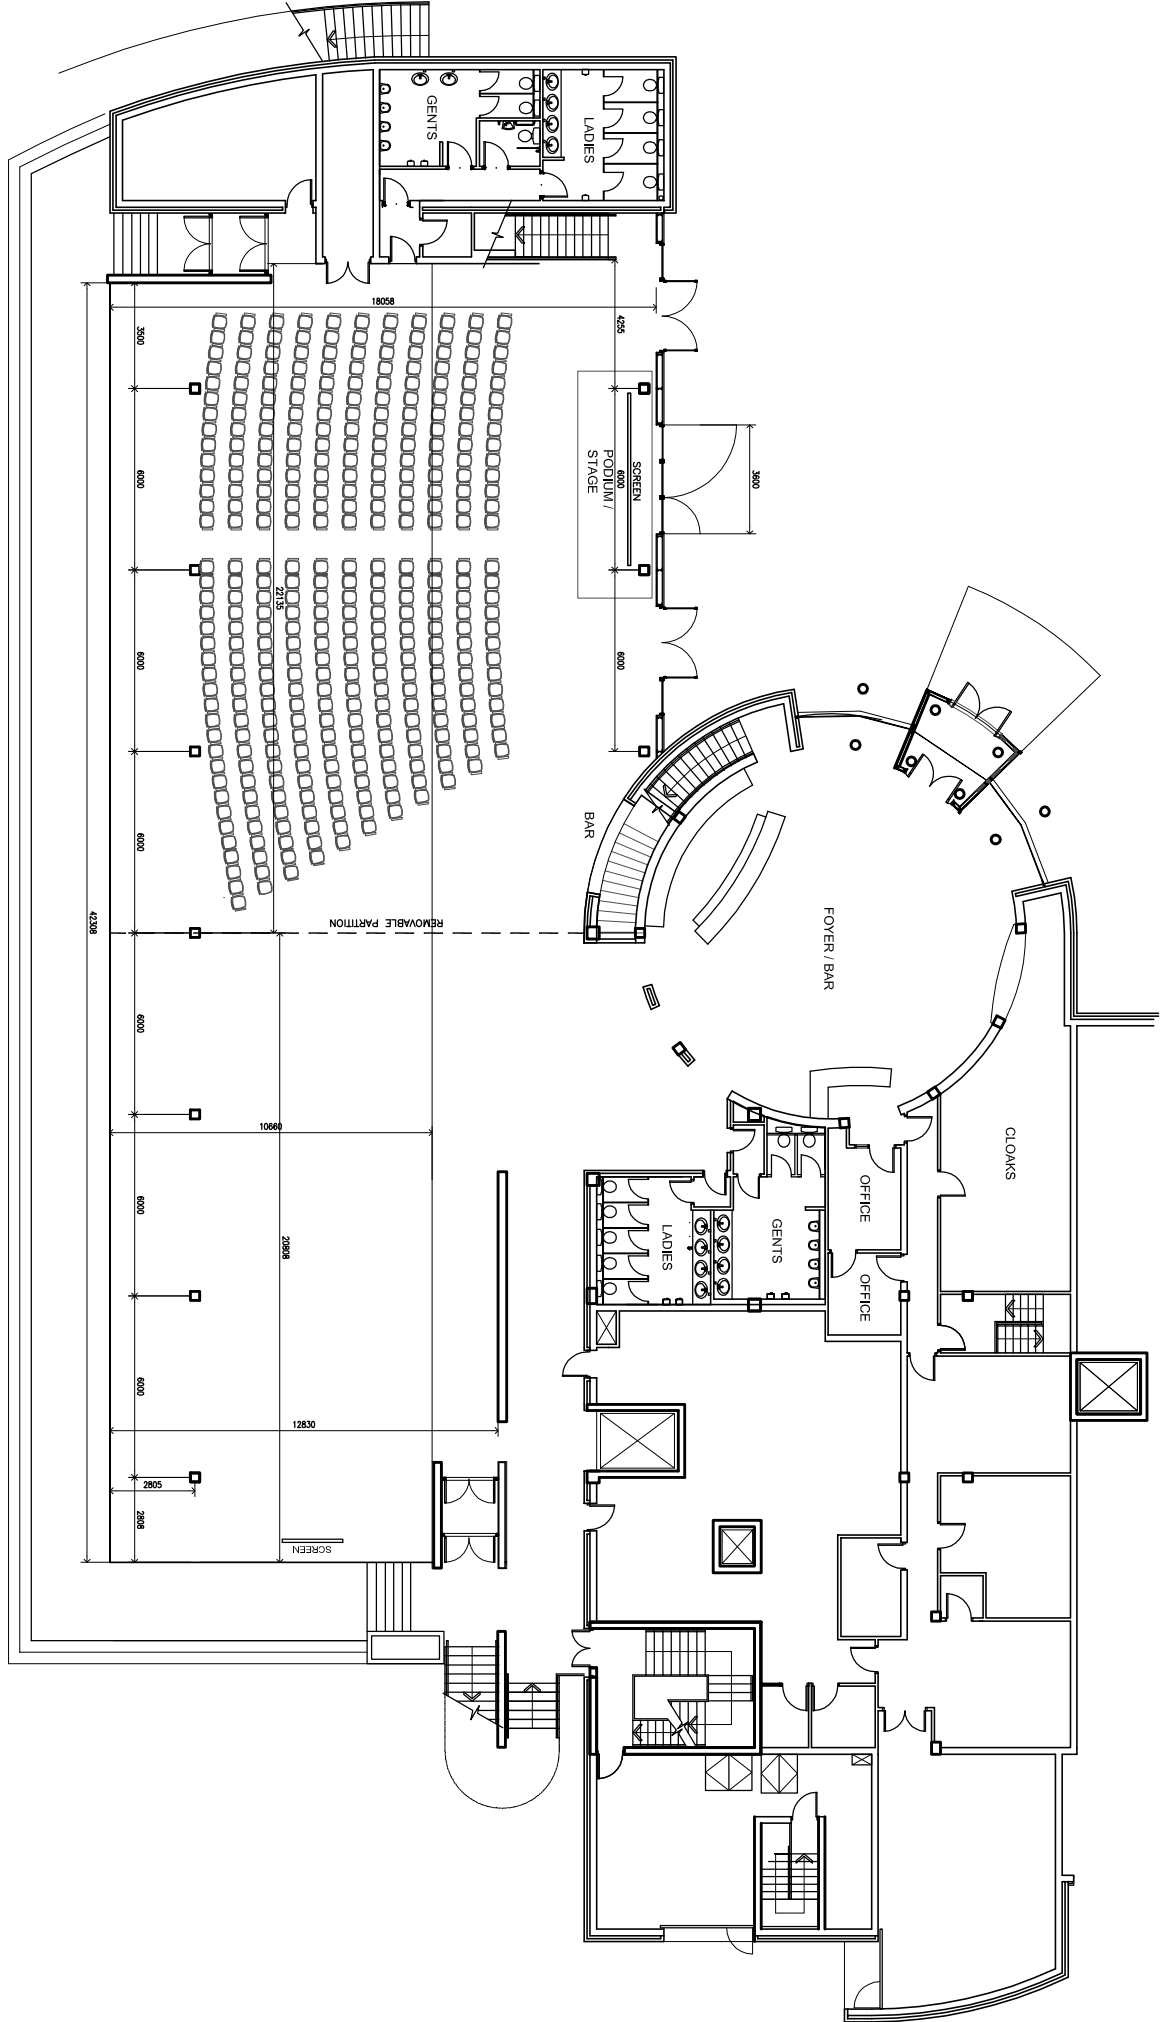 GENTS
LADIES
18058
3500
4255
SCREEN
6000
PODIUM /
STAGE
3600
6000
22135
6000
6000
6000
BAR
42308
REMOVABLE PARTITION
FOYER / BAR
6000
10660
CLOAKS
6000
OFFICE
LADIES
GENTS
20808
OFFICE
6000
12830
2805
2808
SCREEN